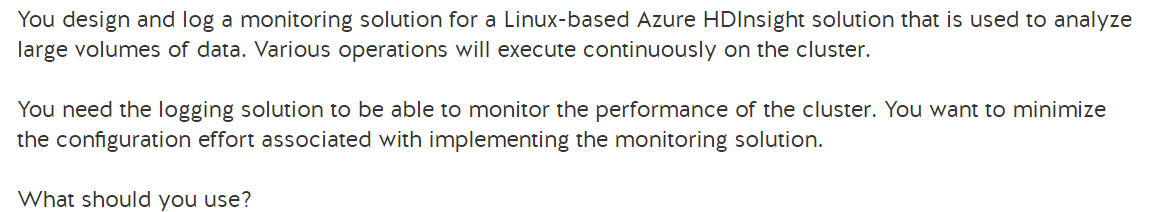 You design and log a monitoring solution for a Linux-based Azure HDInsight solution that is used to analyze
large volumes of data. Various operations will execute continuously on the cluster.
You need the logging solution to be able to monitor the performance of the cluster. You want to minimize
the configuration effort associated with implementing the monitoring solution.
What should you use?